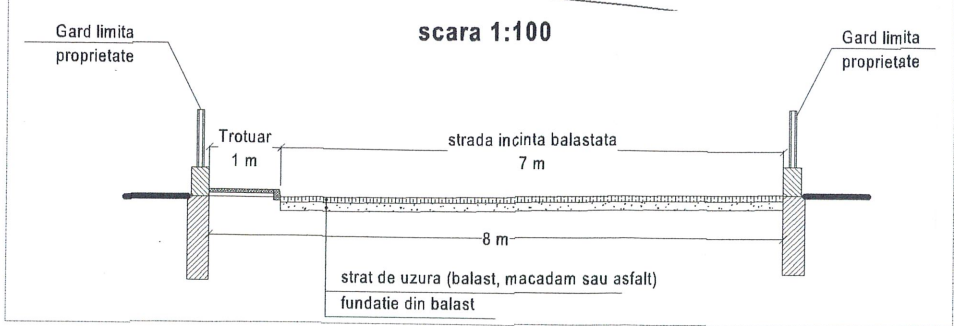 scara 1:100
Gard limita
proprietate
Gard limita
proprietate
Trotuar
1 m
strada incinta balastata
7 m
8 m
strat de uzura (balast, macadam sau asfalt)
fundatie din balast